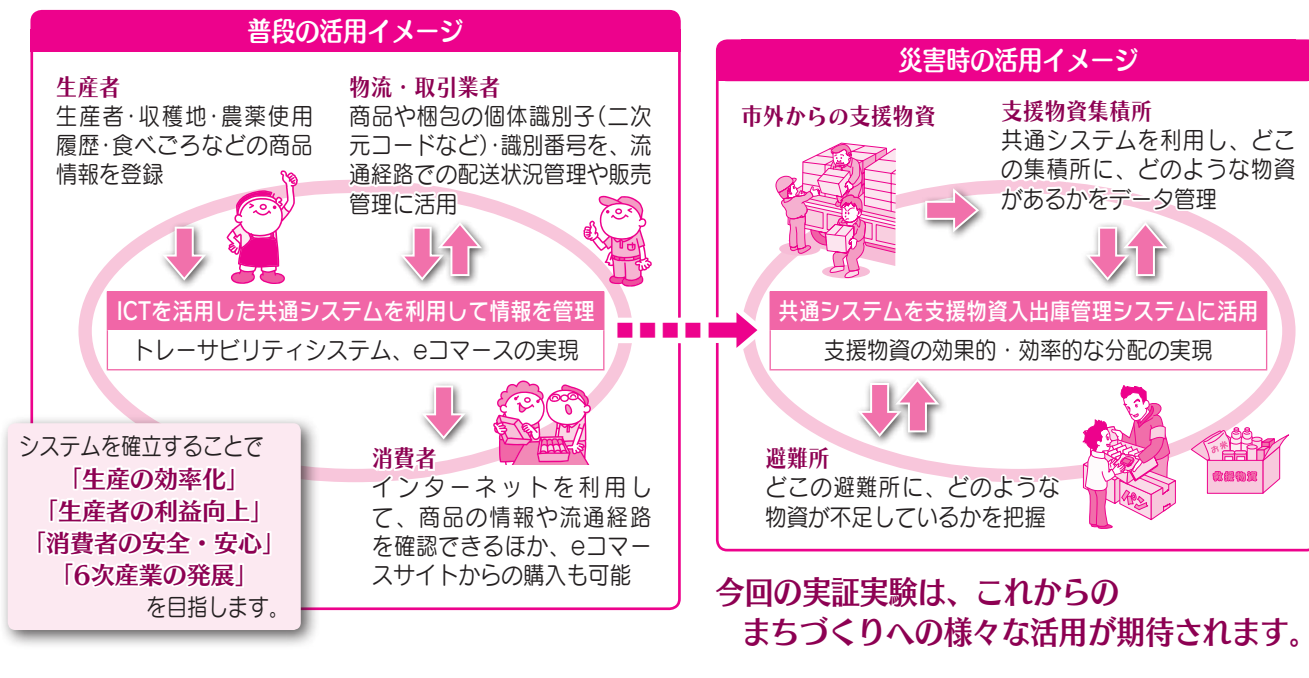 普段の活用イメージ
生産者
生産者・収穫地・農薬使用
履歴・食べごろなどの商品
情報を登録
物流・取引業者
商品や梱包の個体識別子(二次
元コードなど)・識別番号を、流
通経路での配送状況管理や販売
管理に活用
ICTを活用した共通システムを利用して情報を管理
トレーサビリティシステム、eコマースの実現
消費者
インターネットを利用し
て、商品の情報や流通経路
を確認できるほか、eコマー
スサイトからの購入も可能
システムを確立することで
「生産の効率化」
「生産者の利益向上」
「消費者の安全・安心」
「6次産業の発展」
を目指します。
災害時の活用イメージ
市外からの支援物資
支援物資集積所
共通システムを利用し、どこ
の集積所に、どのような物資
があるかをデータ管理
共通システムを支援物資入出庫管理システムに活用
支援物資の効果的・効率的な分配の実現
避難所
どこの避難所に、どのような
物資が不足しているかを把握
パン
お米
救援物資
今回の実証実験は、これからの
まちづくりへの様々な活用が期待されます。